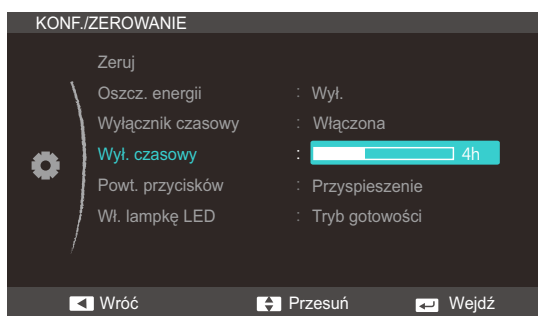 KONF./ZEROWANIE
Zeruj
Oszcz. energii : Wył.
Wyłącznik czasowy : Włączona
Wył. czasowy : 4h
Powt. przycisków : Przyspieszenie
Wł. lampkę LED : Tryb gotowości
Wróć Przesuń Wejdź